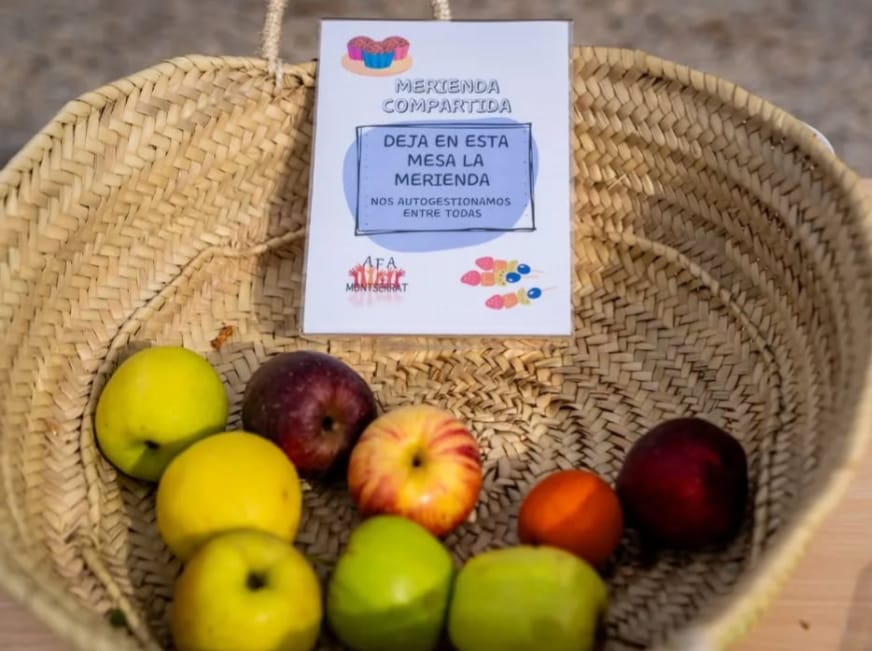 MERIENDA
COMPARTIDA
DEJA EN ESTA
MESA LA
MERIENDA
NOS AUTOGESTIONAMOS
ENTRE TODAS
AFA
MONTSERRAT